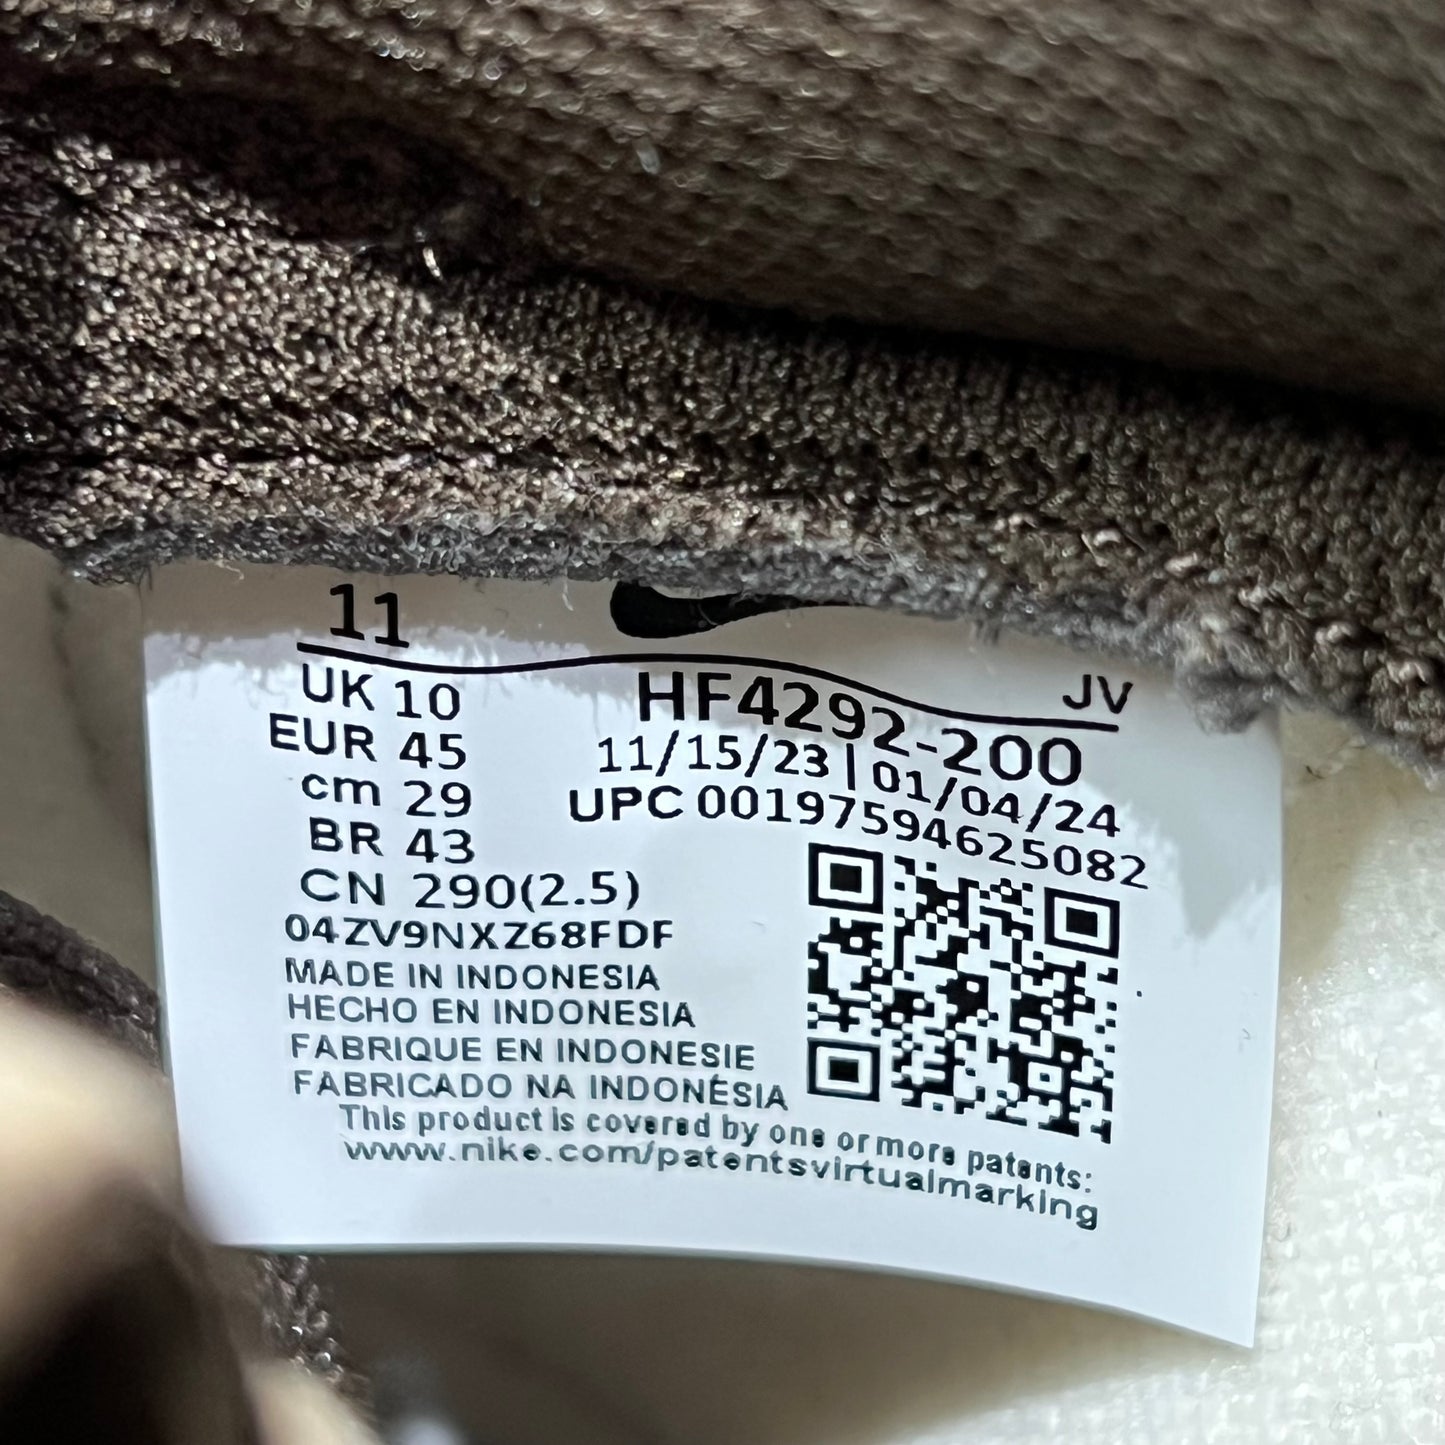 11
JV
UK 10
HF4292-200
EUR 45
11/15/23 | 01/04/24
cm 29
UPC 00197594625082
BR 43
CN 290(2.5)
04ZV9NXZ68FDF
MADE IN INDONESIA
HECHO EN INDONESIA
FABRIQUE EN INDONESIE
FABRICADO NA INDONÉSIA
This product is covered by one or more patents:
www.nike.com/patentsvirtualmarking